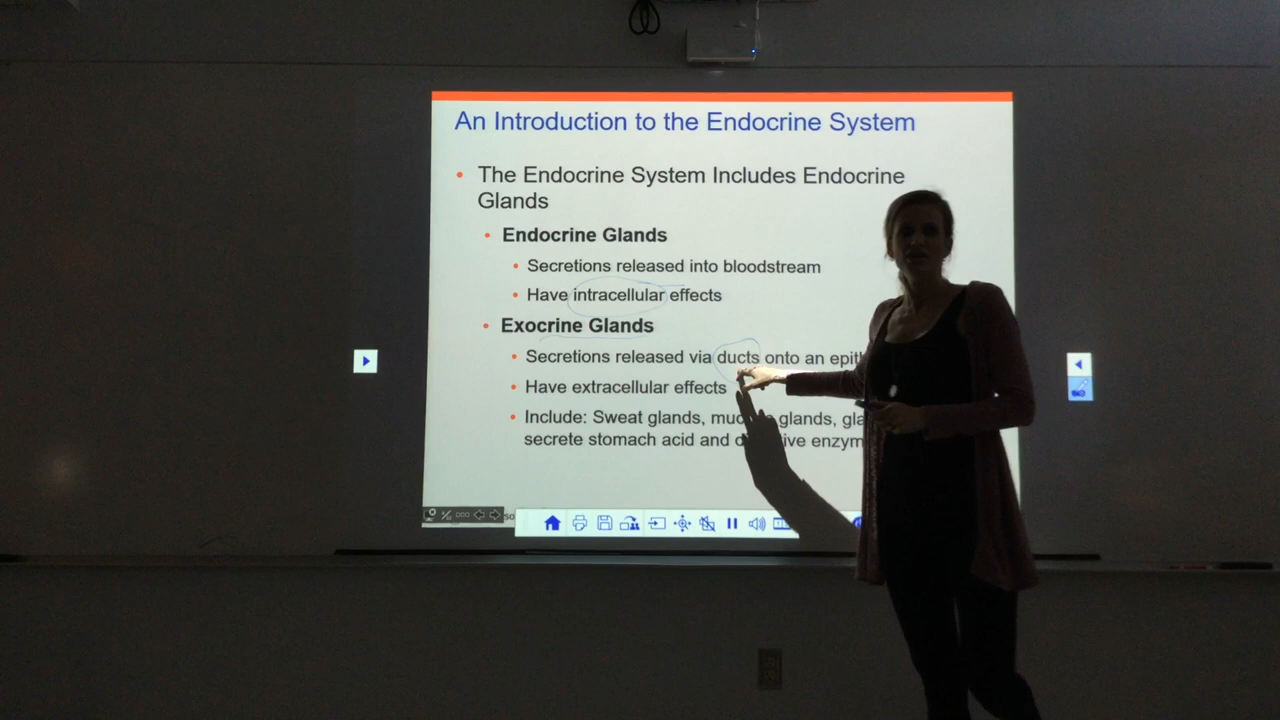 An Introduction to the Endocrine System
• The Endocrine System Includes Endocrine
Glands
• Endocrine Glands
• Secretions released into bloodstream
• Have intracellular effects
• Exocrine Glands
• Secretions released via ducts onto an
• Have extracellular effects
• Include: Sweat glands, glands,
secrete stomach acid and